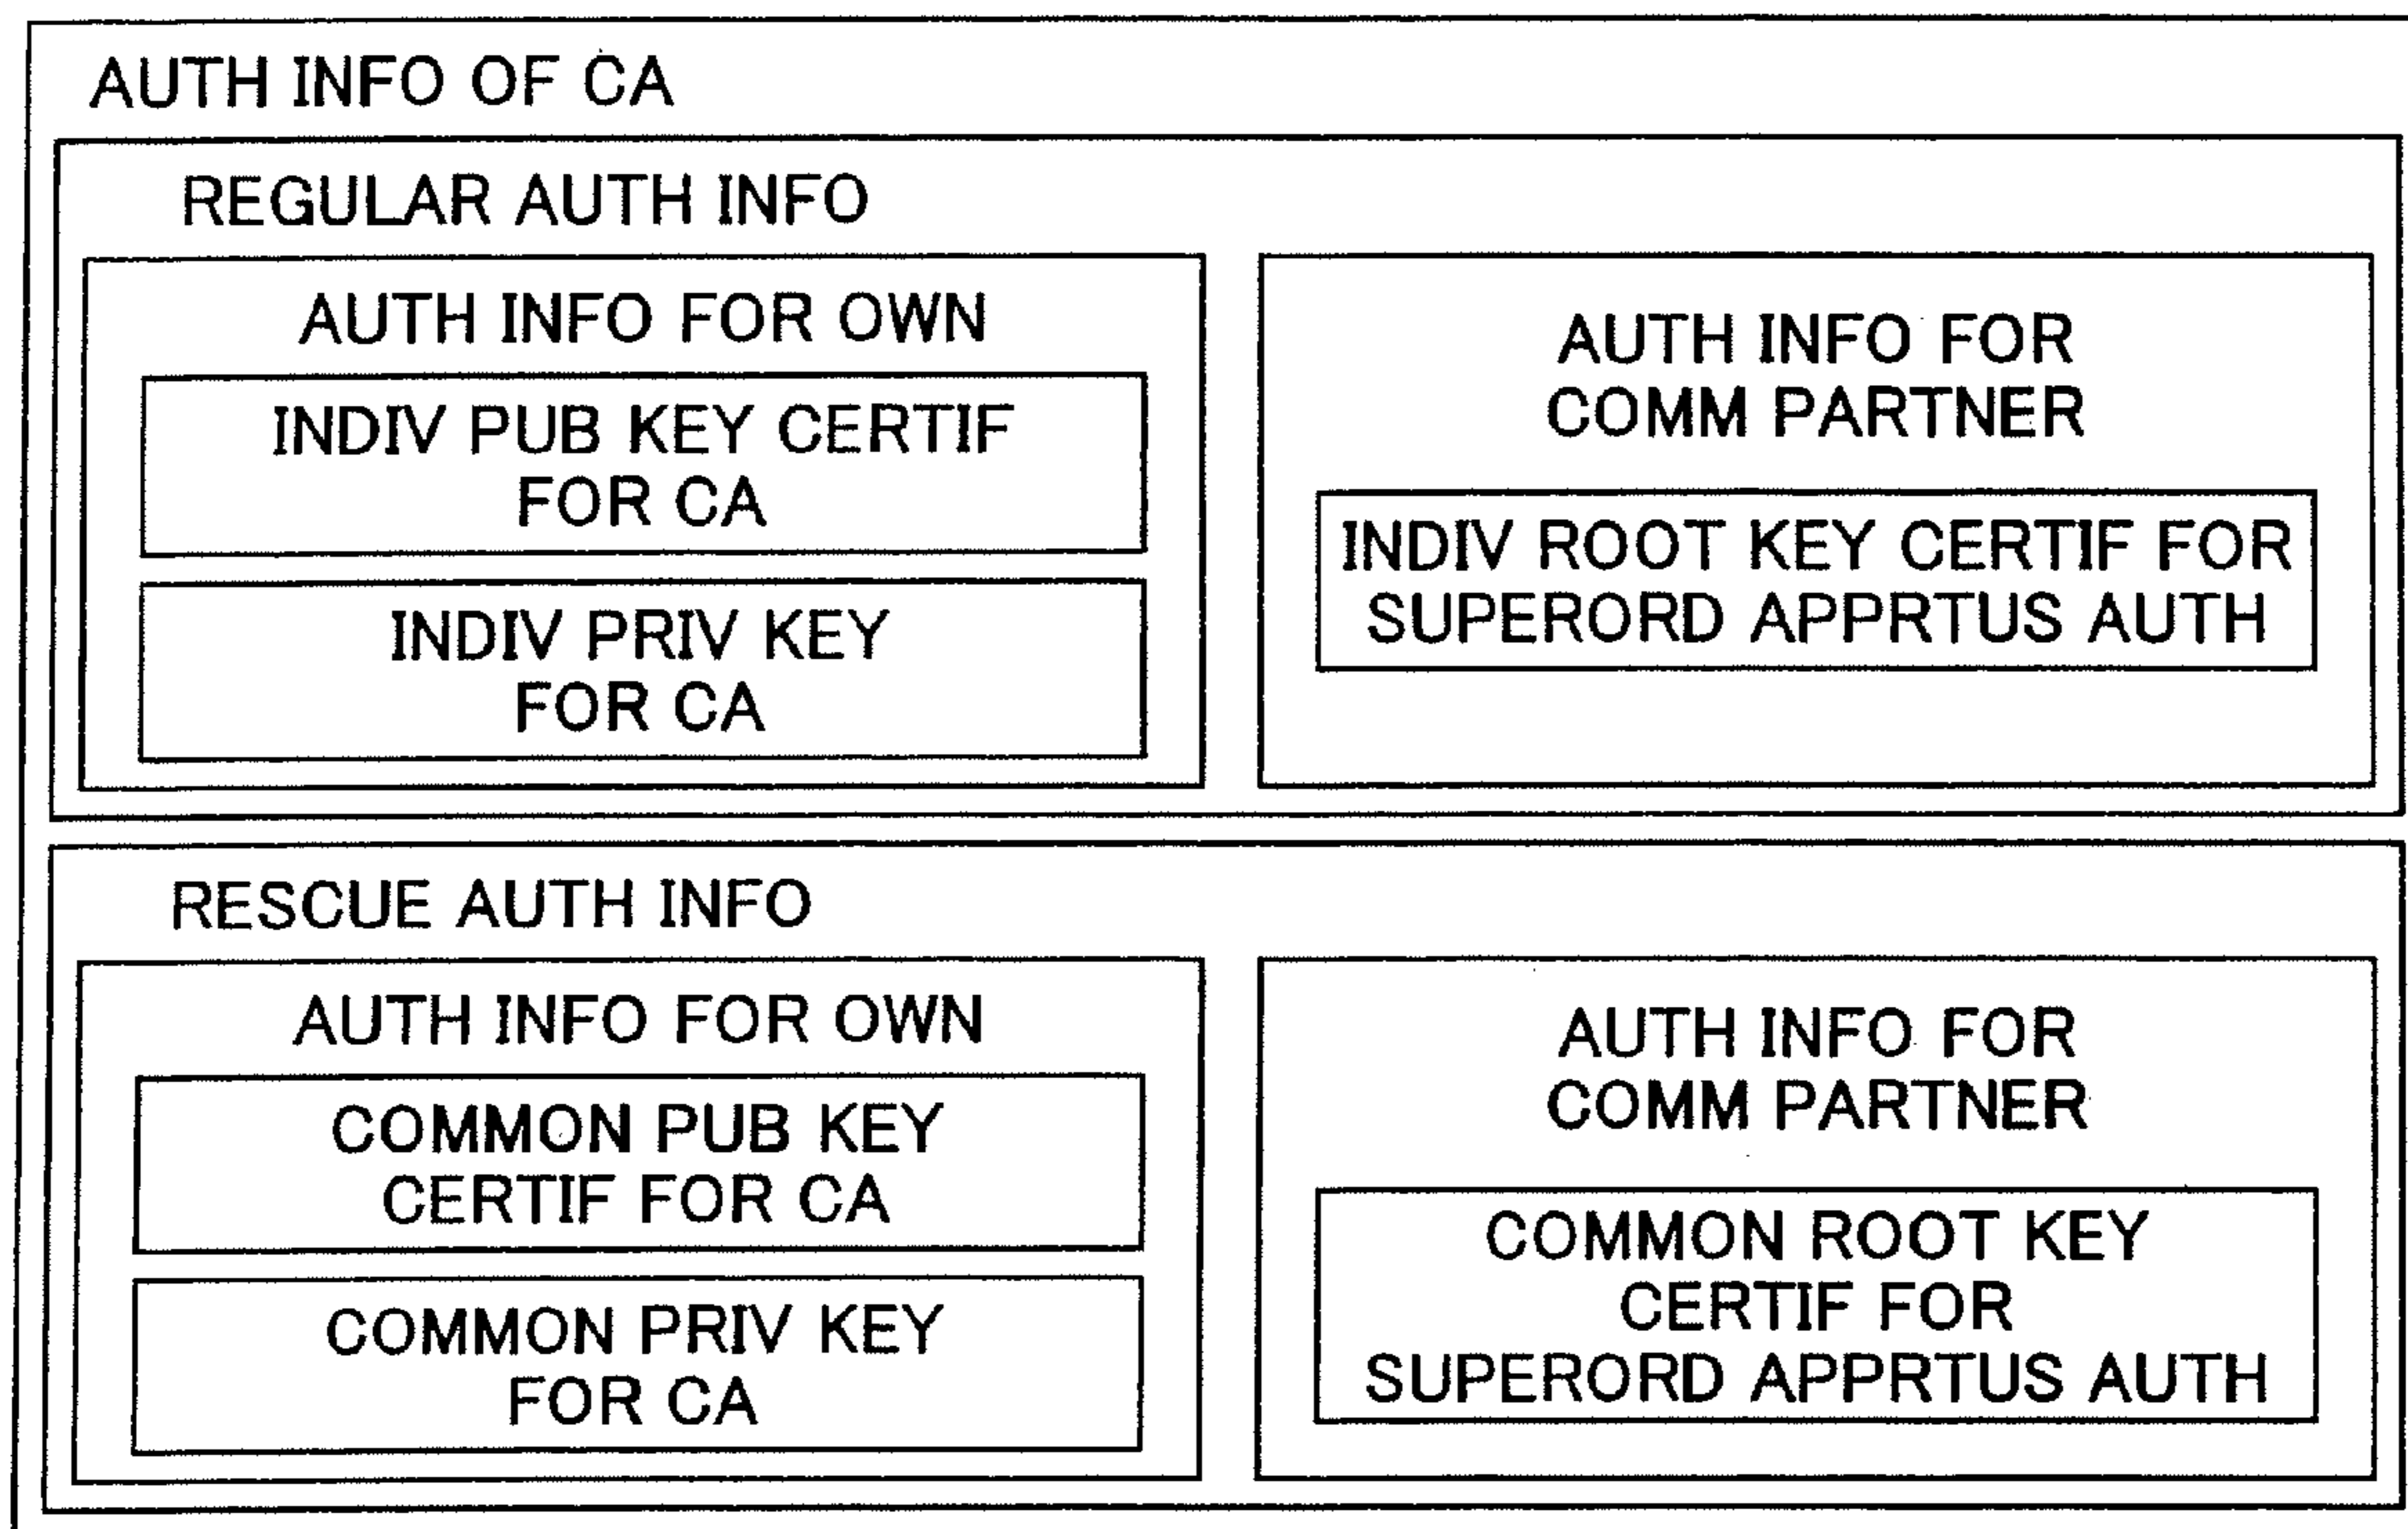 AUTH INFO OF CA
REGULAR AUTH INFO
AUTH INFO FOR OWN
INDIV PUB KEY CERTIF
FOR CA
INDIV PRIV KEY
FOR CA
AUTH INFO FOR
COMM PARTNER
INDIV ROOT KEY CERTIF FOR
SUPERORD APPRTUS AUTH
RESCUE AUTH INFO
AUTH INFO FOR OWN
COMMON PUB KEY
CERTIF FOR CA
COMMON PRIV KEY
FOR CA
AUTH INFO FOR
COMM PARTNER
COMMON ROOT KEY
CERTIF FOR
SUPERORD APPRTUS AUTH